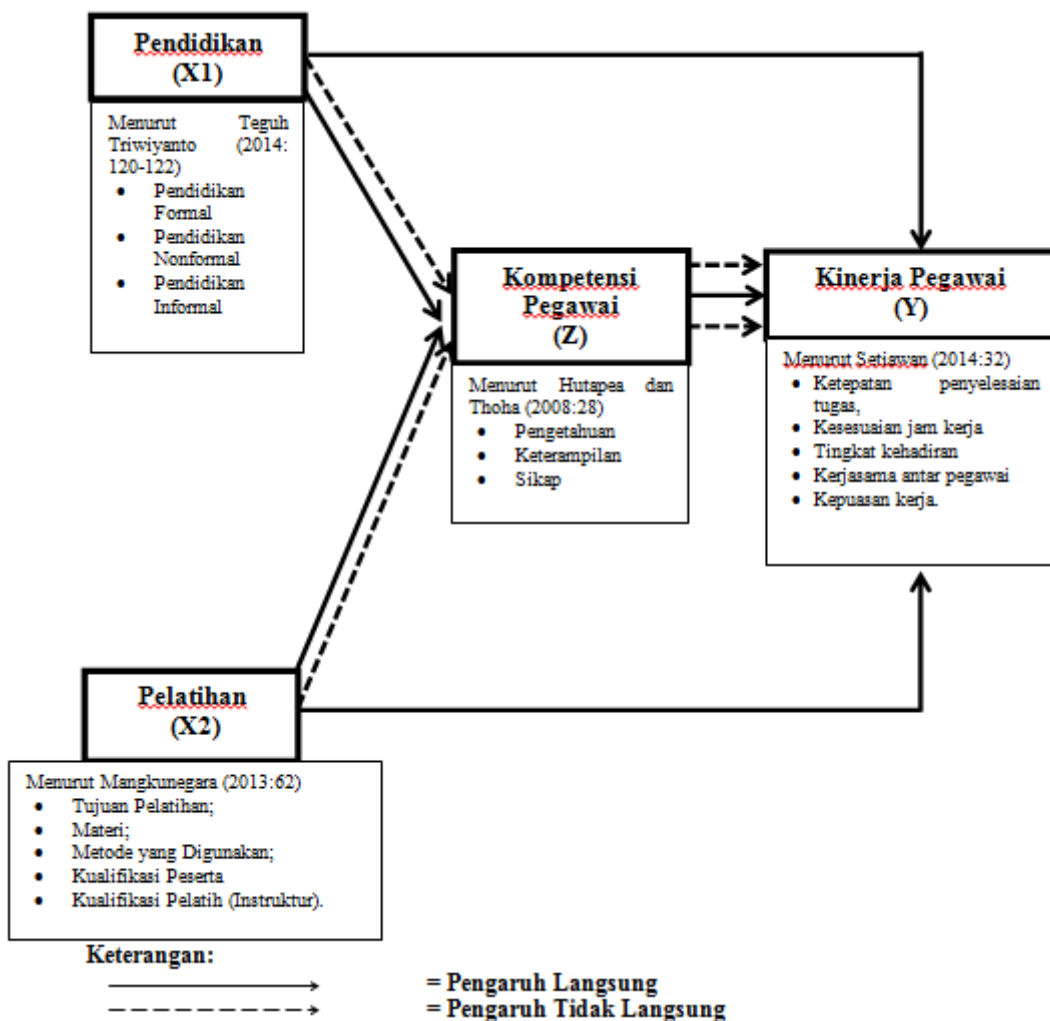 Pendidikan
(X1)
Menurut Teguh
Triwiyanto (2014:
120-122)
• Pendidikan
Formal
• Pendidikan
Nonformal
• Pendidikan
Informal
Kompetensi
Pegawai
(Z)
Menurut Hutapea dan
Thoha (2008:28)
• Pengetahuan
• Keterampilan
• Sikap
Kinerja Pegawai
(Y)
Menurut Setiawan (2014:32)
• Ketepatan penyelesaian
tugas,
• Kesesuaian jam kerja
• Tingkat kehadiran
• Kerjasama antar pegawai
• Kepuasan kerja.
Pelatihan
(X2)
Menurut Mangkunegara (2013:62)
• Tujuan Pelatihan;
• Materi;
• Metode yang Digunakan;
• Kualifikasi Peserta
• Kualifikasi Pelatih (Instruktur).
Keterangan:
= Pengaruh Langsung
= Pengaruh Tidak Langsung